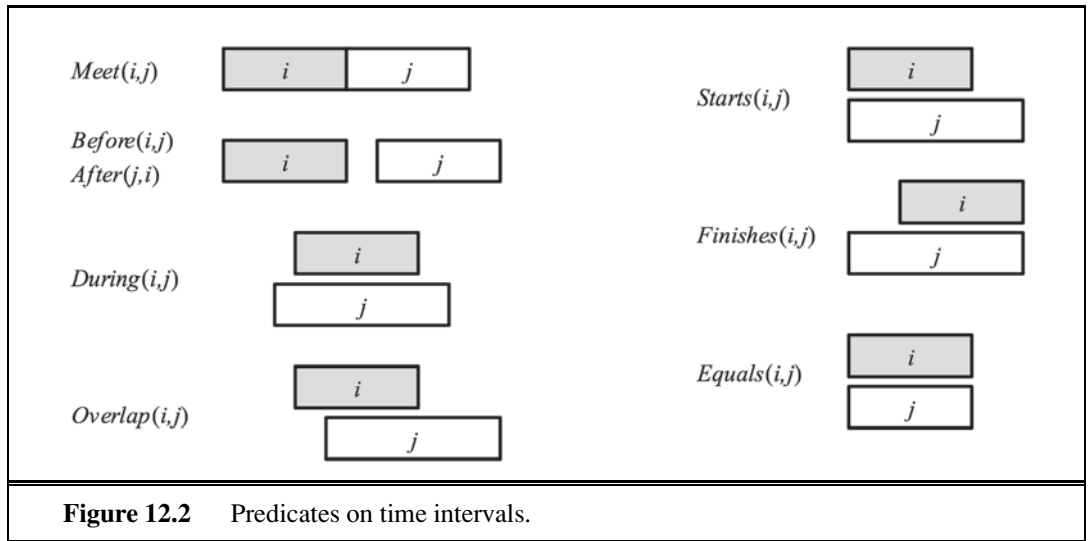 Meet(i,j)
i
j
Before(i,j)
After(j,i)
i
j
During(i,j)
i
j
Overlap(i,j)
i
j
Starts(i,j)
i
j
Finishes(i,j)
i
j
Equals(i,j)
i
j
Figure 12.2 Predicates on time intervals.